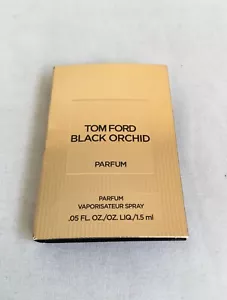 TOM FORD
BLACK ORCHID
PARFUM
PARFUM
VAPORISATEUR SPRAY
.05 FL. OZ./OZ. LIQ./1.5 ml